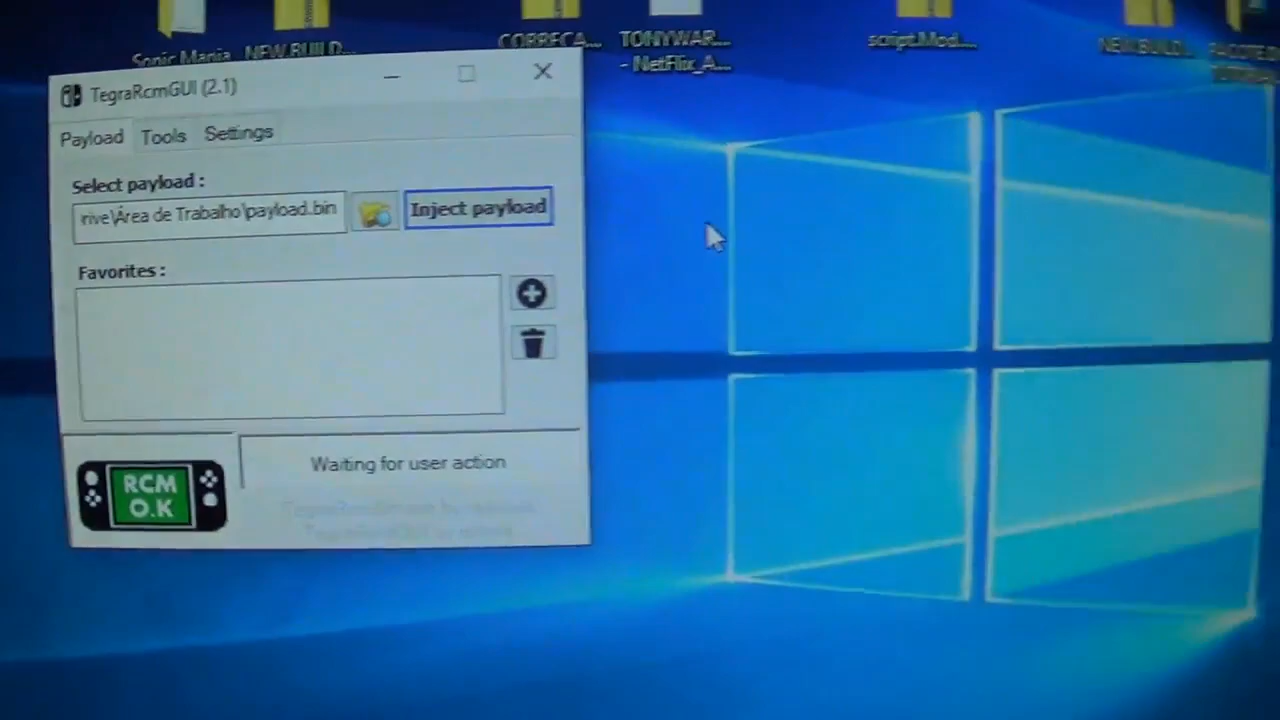 Sonic Mania
NEW.BUILD...
CORRECA...
TONYWAR...
- NetFlix_A...
script.Mod....
NEW.BUILD...
TegraRcmGUI (2.1)
Payload
Tools
Settings
Select payload :
rive\Área de Trabalho\payload.bin
Inject payload
Favorites :
RCM
O.K
Waiting for user action